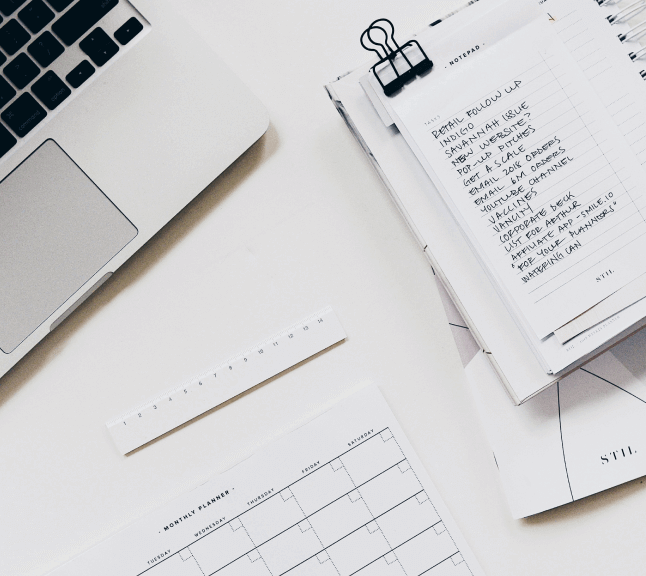 · NOTEPAD ·
TASKS
RETAIL FOLLOW UP
INDIGO
SAVANNAH ISSUE
NEW WEBSITE?
POP-UP PITCHES
GET A SCALE
EMAIL 2018 ORDERS
EMAIL 6M ORDERS
YOUTUBE CHANNEL
VACCINES
VANCITY
CORPORATE DECK
LIST FOR ARTHUR
AFFILIATE APP - SMILE.IO
"FOR YOUR PLANNERS"
WATERING CAN
STIL
1 2 3 4 5 6 7 8 9 10 11 12 13 14
STIL
· MONTHLY PLANNER ·
TUESDAY WEDNESDAY THURSDAY FRIDAY SATURDAY